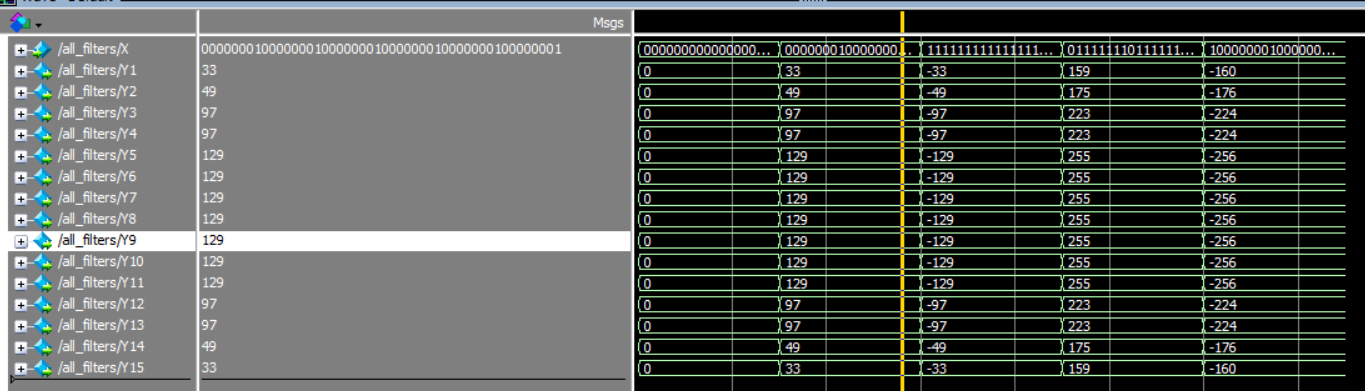 Msgs
/all_filters/X 000000010000000100000001000000010000000100000001 000000000000000... 000000010000000... 111111111111111... 011111110111111... 100000001000000...
/all_filters/Y1 33 0 33 -33 159 -160
/all_filters/Y2 49 0 49 -49 175 -176
/all_filters/Y3 97 0 97 -97 223 -224
/all_filters/Y4 97 0 97 -97 223 -224
/all_filters/Y5 129 0 129 -129 255 -256
/all_filters/Y6 129 0 129 -129 255 -256
/all_filters/Y7 129 0 129 -129 255 -256
/all_filters/Y8 129 0 129 -129 255 -256
/all_filters/Y9 129 0 129 -129 255 -256
/all_filters/Y10 129 0 129 -129 255 -256
/all_filters/Y11 129 0 129 -129 255 -256
/all_filters/Y12 97 0 97 -97 223 -224
/all_filters/Y13 97 0 97 -97 223 -224
/all_filters/Y14 49 0 49 -49 175 -176
/all_filters/Y15 33 0 33 -33 159 -160